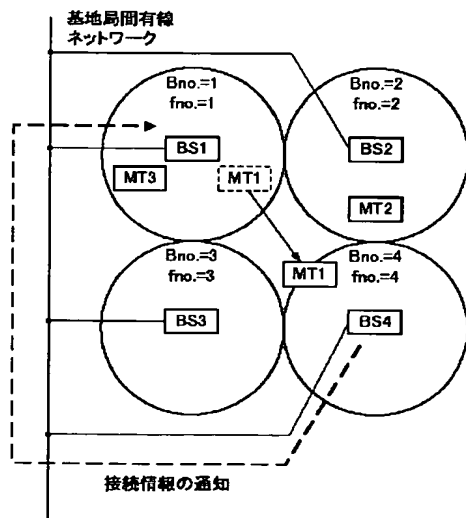 基地局間有線
ネットワーク
Bno.=1
fno.=1
BS1
MT3
MT1
Bno.=2
fno.=2
BS2
MT2
Bno.=3
fno.=3
BS3
MT1
Bno.=4
fno.=4
BS4
接続情報の通知